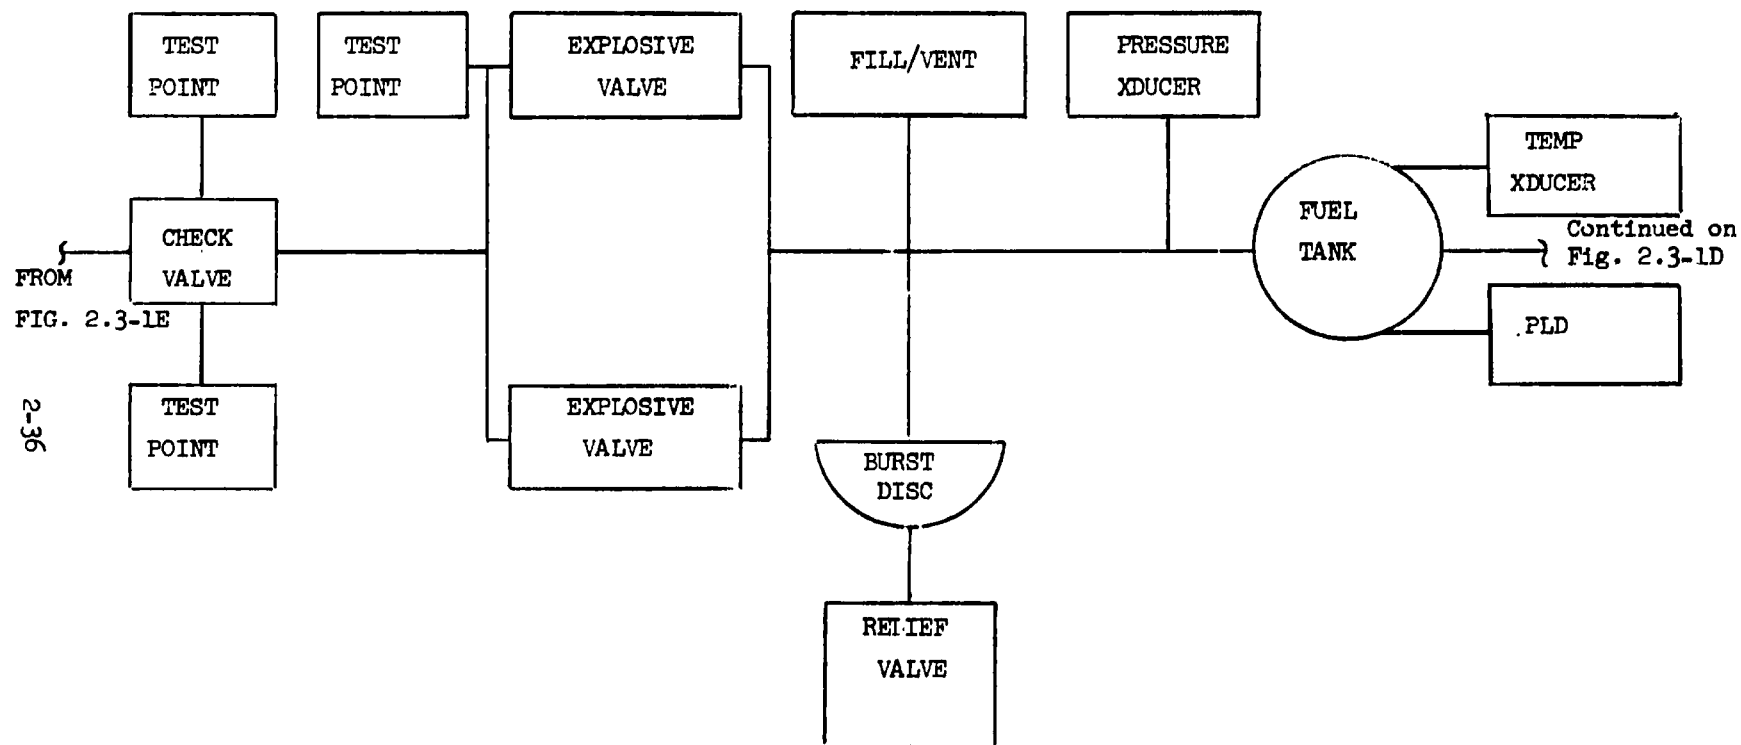 TEST
POINT
TEST
POINT
EXPLOSIVE
VALVE
FILL/VENT
PRESSURE
XDUCER
TEMP
XDUCER
CHECK
VALVE
FROM
FIG. 2.3-1E
FUEL
TANK
Continued on
Fig. 2.3-1D
PLD
TEST
POINT
EXPLOSIVE
VALVE
BURST
DISC
RELIEF
VALVE
2-36